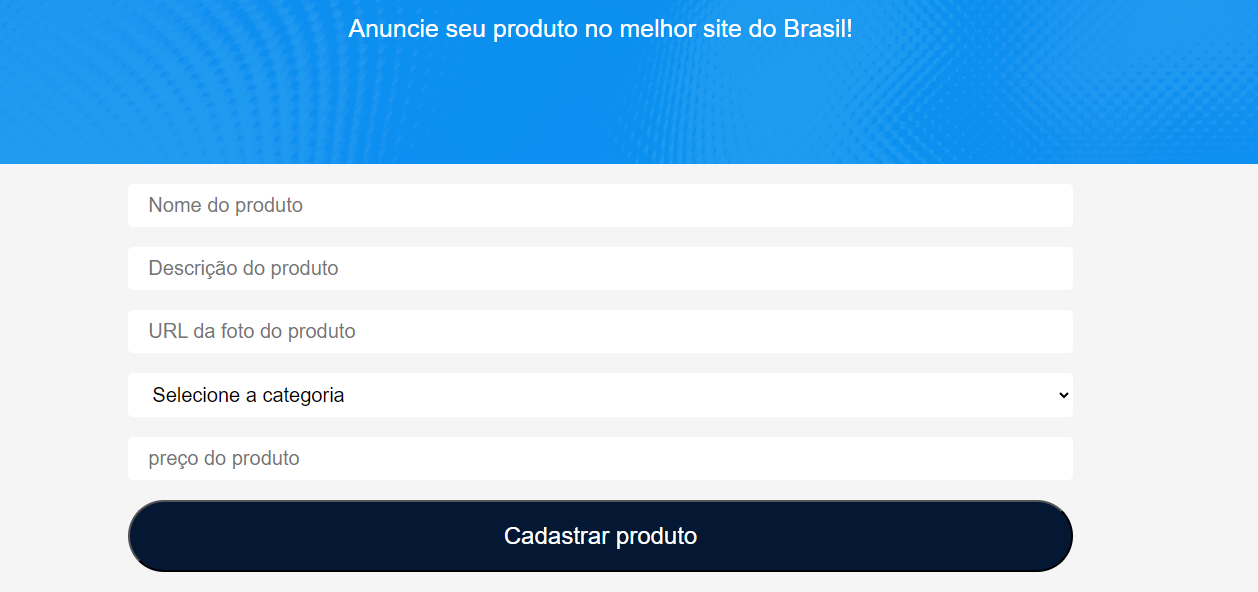 Anuncie seu produto no melhor site do Brasil!
Nome do produto
Descrição do produto
URL da foto do produto
Selecione a categoria
preço do produto
Cadastrar produto